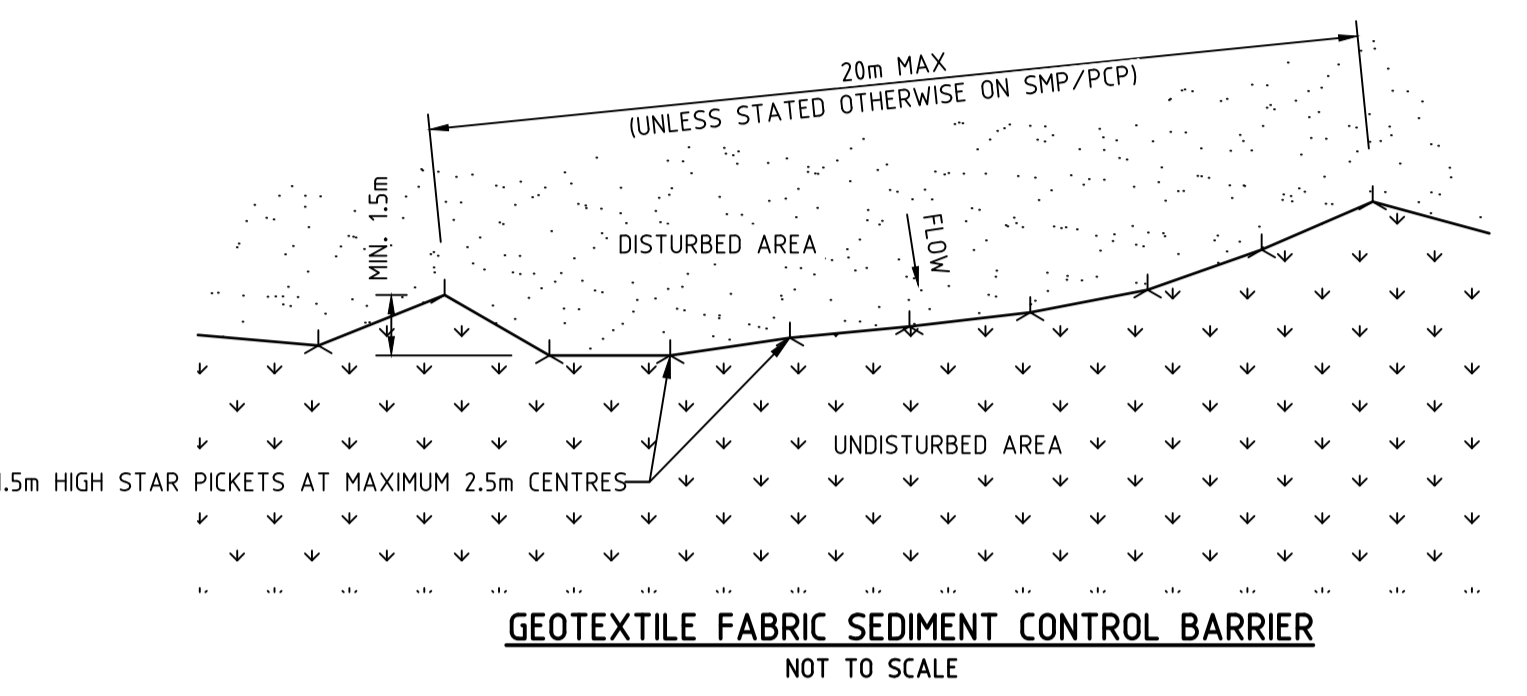 20m MAX
(UNLESS STATED OTHERWISE ON SMP/PCP)
MIN. 1.5m
DISTURBED AREA
FLOW
UNDISTURBED AREA
.5m HIGH STAR PICKETS AT MAXIMUM 2.5m CENTRES
GEOTEXTILE FABRIC SEDIMENT CONTROL BARRIER
NOT TO SCALE